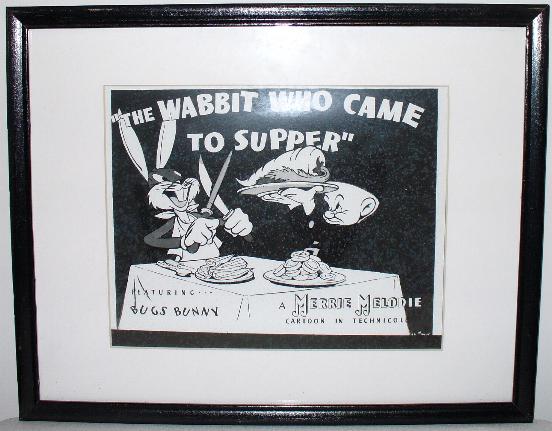 "THE WABBIT WHO CAME
TO SUPPER"
FEATURING...
BUGS BUNNY
A MERRIE MELODIE
CARTOON IN TECHNICOL